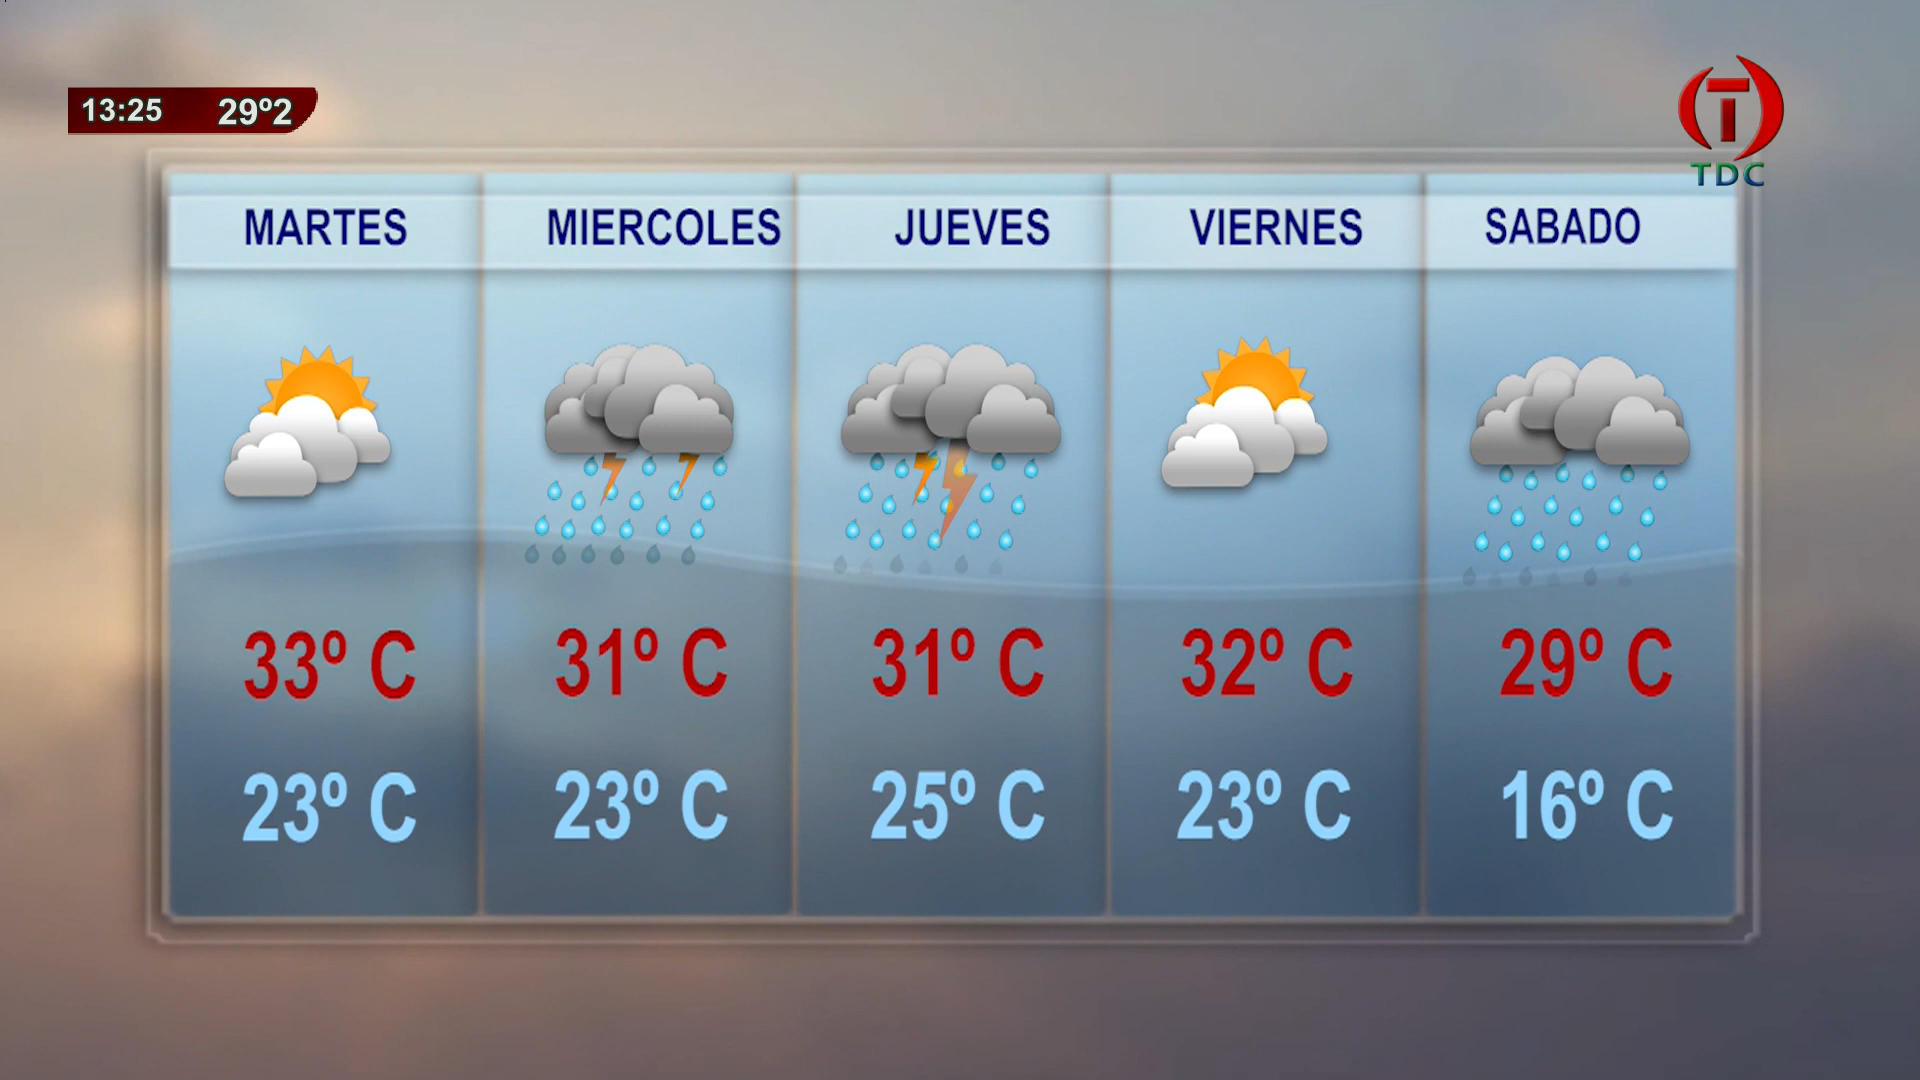 13:25 29º2
T
TDC
MARTES MIERCOLES JUEVES VIERNES SABADO
33º C 31º C 31º C 32º C 29º C
23º C 23º C 25º C 23º C 16º C